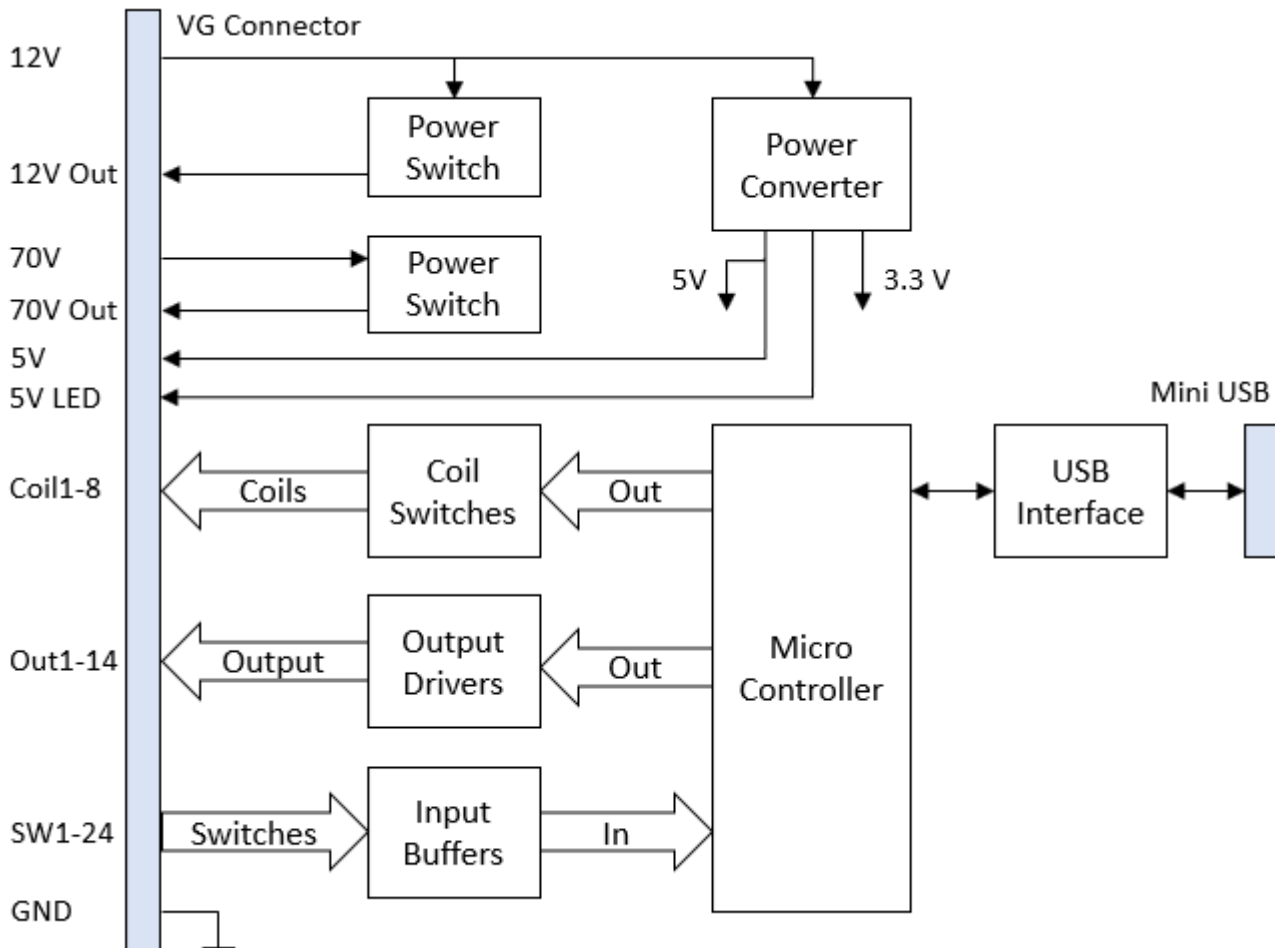 VG Connector
12V
Power
Switch
Power
Converter
12V Out
70V
Power
Switch
5V
3.3 V
70V Out
5V
5V LED
Mini USB
Coil1-8
Coils
Coil
Switches
Out
USB
Interface
Out1-14
Output
Output
Drivers
Out
Micro
Controller
SW1-24
Switches
Input
Buffers
In
GND